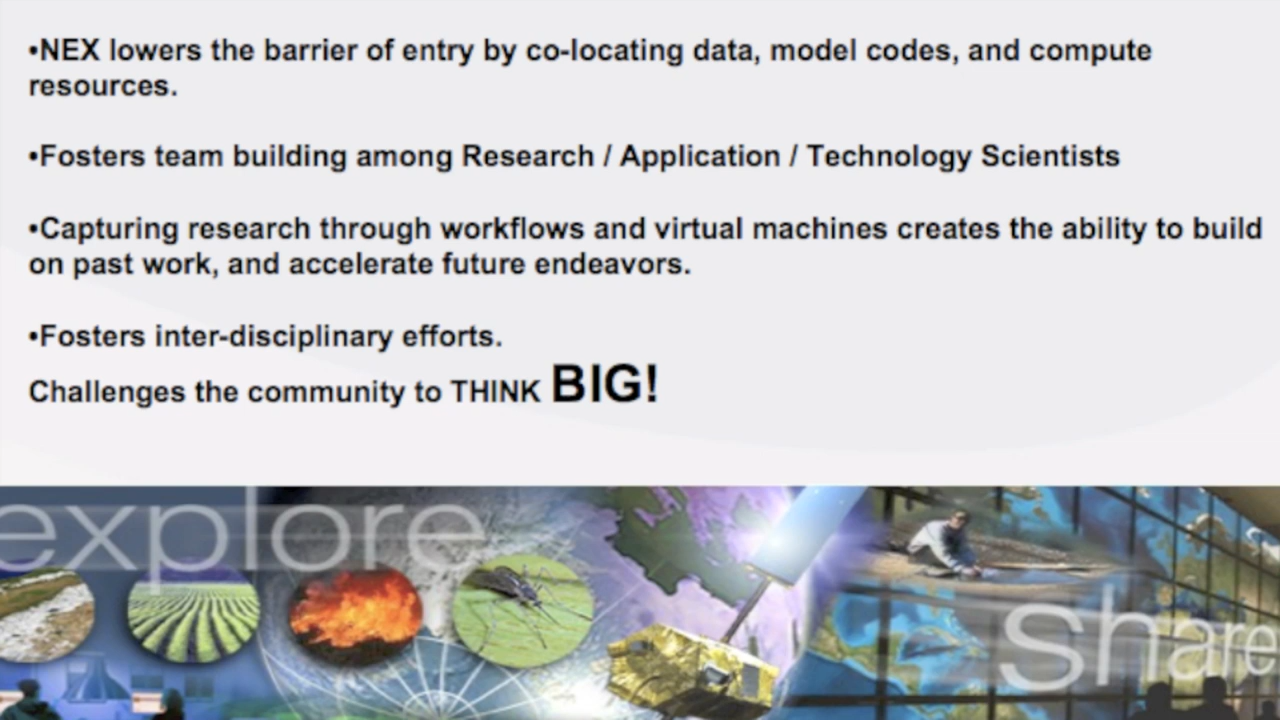 •NEX lowers the barrier of entry by co-locating data, model codes, and compute
resources.
•Fosters team building among Research / Application / Technology Scientists
•Capturing research through workflows and virtual machines creates the ability to build
on past work, and accelerate future endeavors.
•Fosters inter-disciplinary efforts.
Challenges the community to THINK BIG!
explore
share